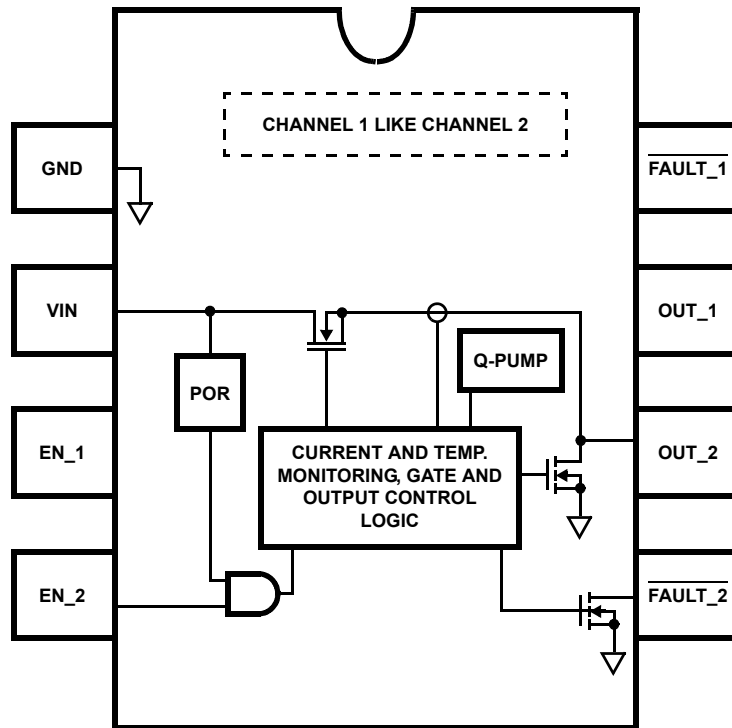 CHANNEL 1 LIKE CHANNEL 2
GND
FAULT_1
VIN
OUT_1
POR
Q-PUMP
EN_1
CURRENT AND TEMP.
MONITORING, GATE AND
OUTPUT CONTROL
LOGIC
OUT_2
EN_2
FAULT_2